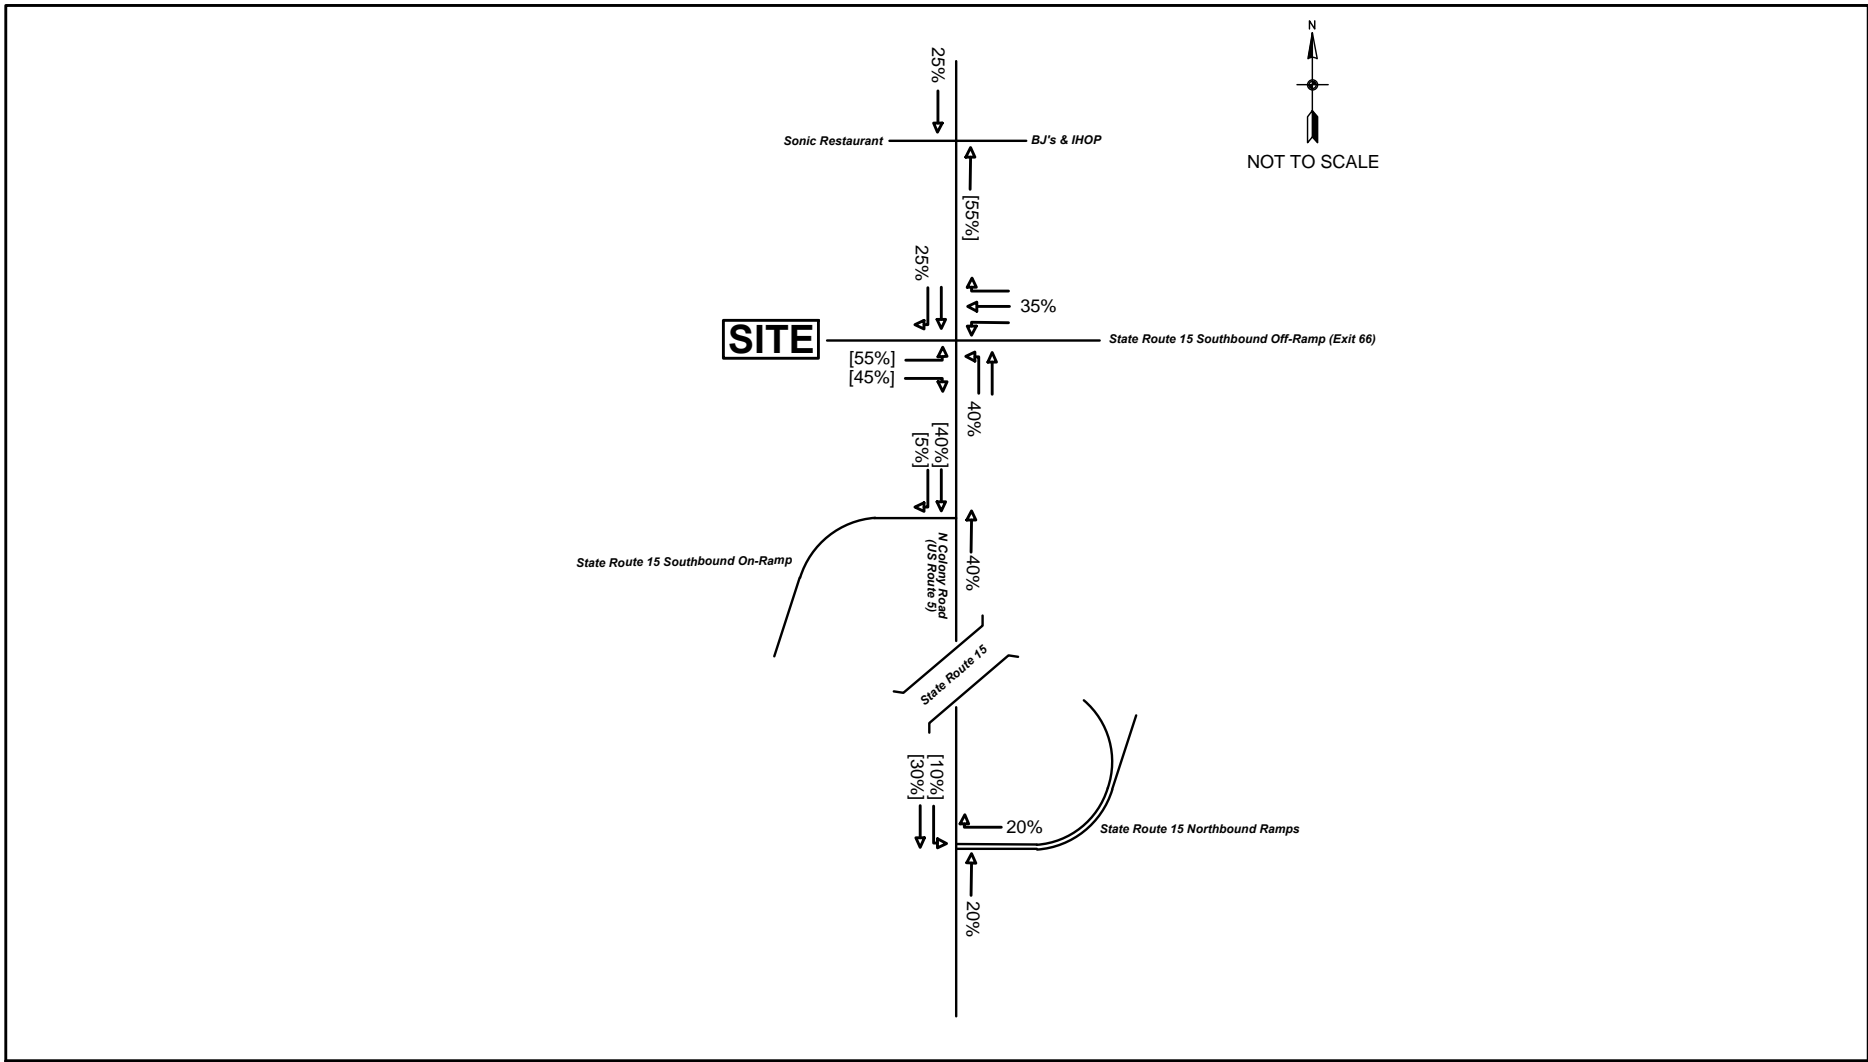 N
25%
Sonic Restaurant
BJ's & IHOP
NOT TO SCALE
[55%]
25%
35%
SITE
State Route 15 Southbound Off-Ramp (Exit 66)
[55%]
[45%]
40%
[40%]
[5%]
State Route 15 Southbound On-Ramp
N Colony Road
(US Route 5)
40%
State Route 15
[10%]
[30%]
20%
State Route 15 Northbound Ramps
20%